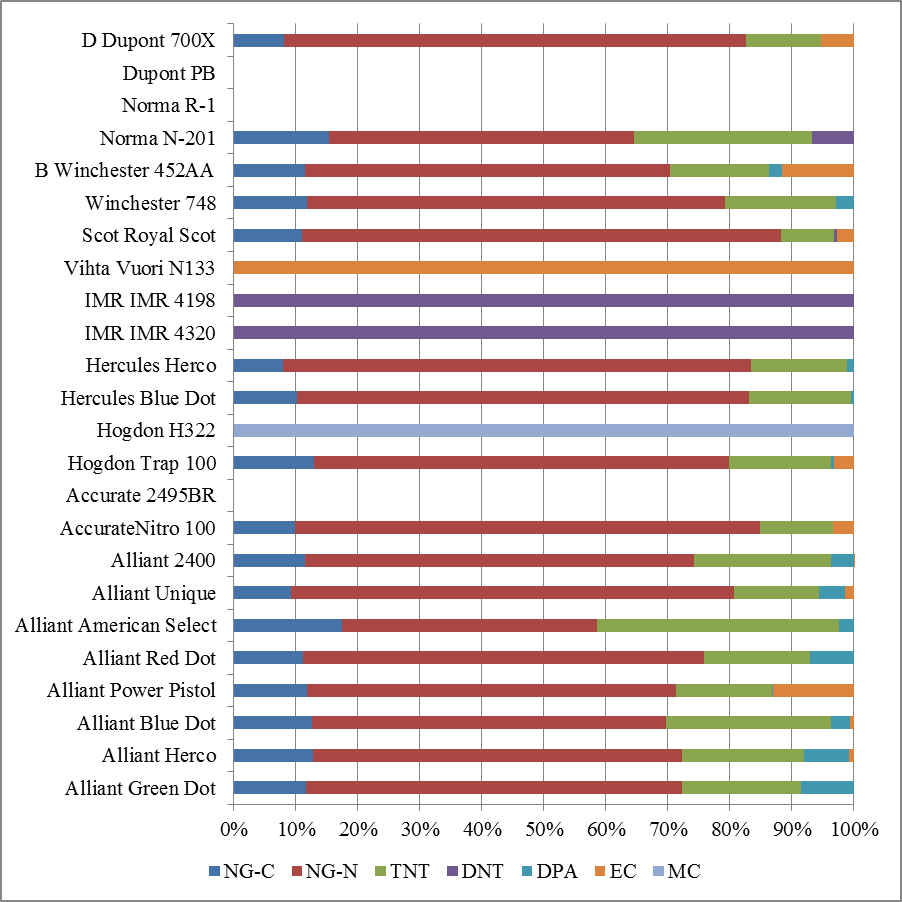 D Dupont 700X
Dupont PB
Norma R-1
Norma N-201
B Winchester 452AA
Winchester 748
Scot Royal Scot
Vihta Vuori N133
IMR IMR 4198
IMR IMR 4320
Hercules Herco
Hercules Blue Dot
Hogdon H322
Hogdon Trap 100
Accurate 2495BR
AccurateNitro 100
Alliant 2400
Alliant Unique
Alliant American Select
Alliant Red Dot
Alliant Power Pistol
Alliant Blue Dot
Alliant Herco
Alliant Green Dot
0% 10% 20% 30% 40% 50% 60% 70% 80% 90% 100%
NG-C NG-N TNT DNT DPA EC MC